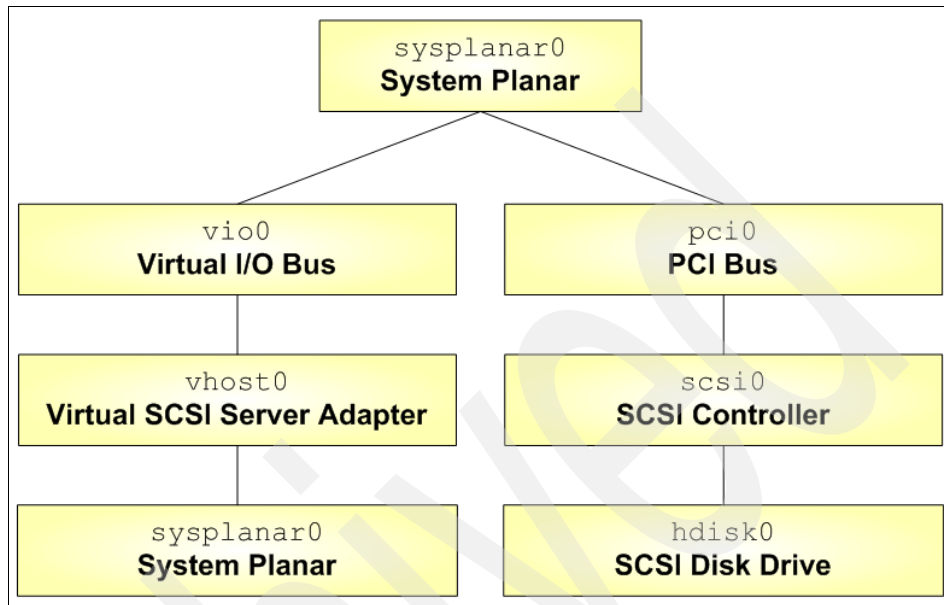 sysplanar0
System Planar
vio0
Virtual I/O Bus
pci0
PCI Bus
vhost0
Virtual SCSI Server Adapter
scsi0
SCSI Controller
sysplanar0
System Planar
hdisk0
SCSI Disk Drive